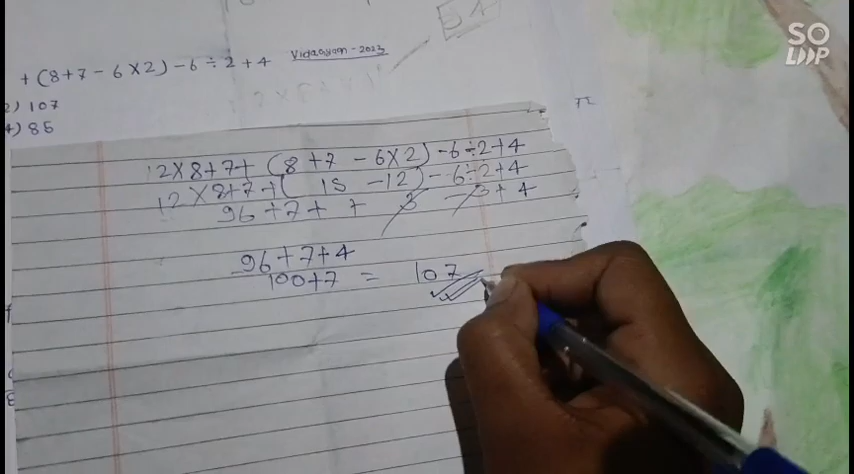 SO
LOOP
+ (8+7-6×2)-6÷2+4 Vidagyan-2023
2) 107
4) 85
12×8+7+ (8+7-6×2)-6÷2+4
12×8+7+( 15 -12)-6÷2+4
96+7+ + 3 -3+4
96+7+4
100+7 = 107